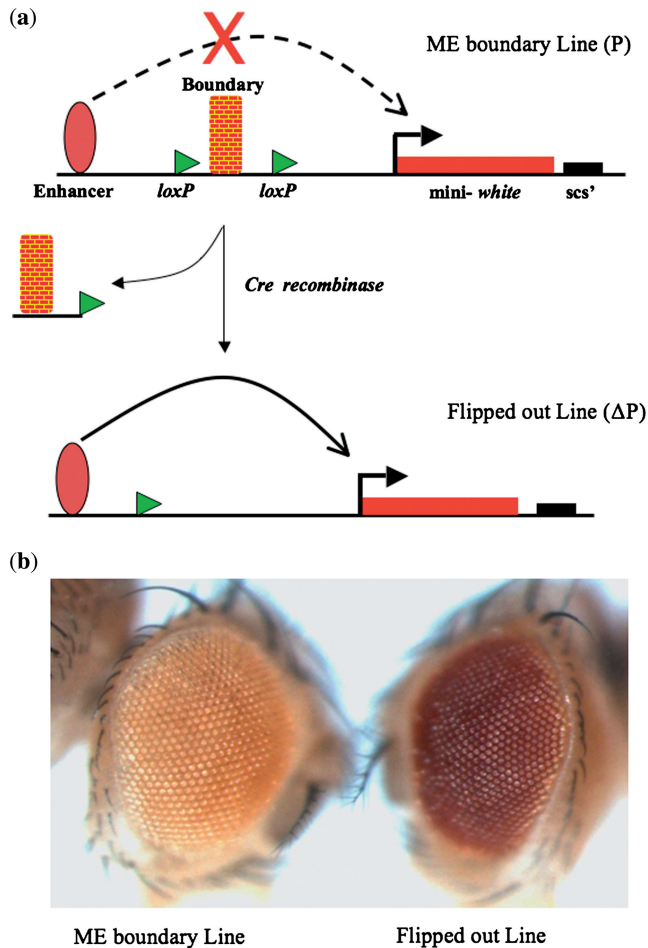 (a)
X
ME boundary Line (P)
Boundary
Enhancer loxP loxP mini- white scs'
Cre recombinase
Flipped out Line (ΔP)
(b)
ME boundary Line Flipped out Line